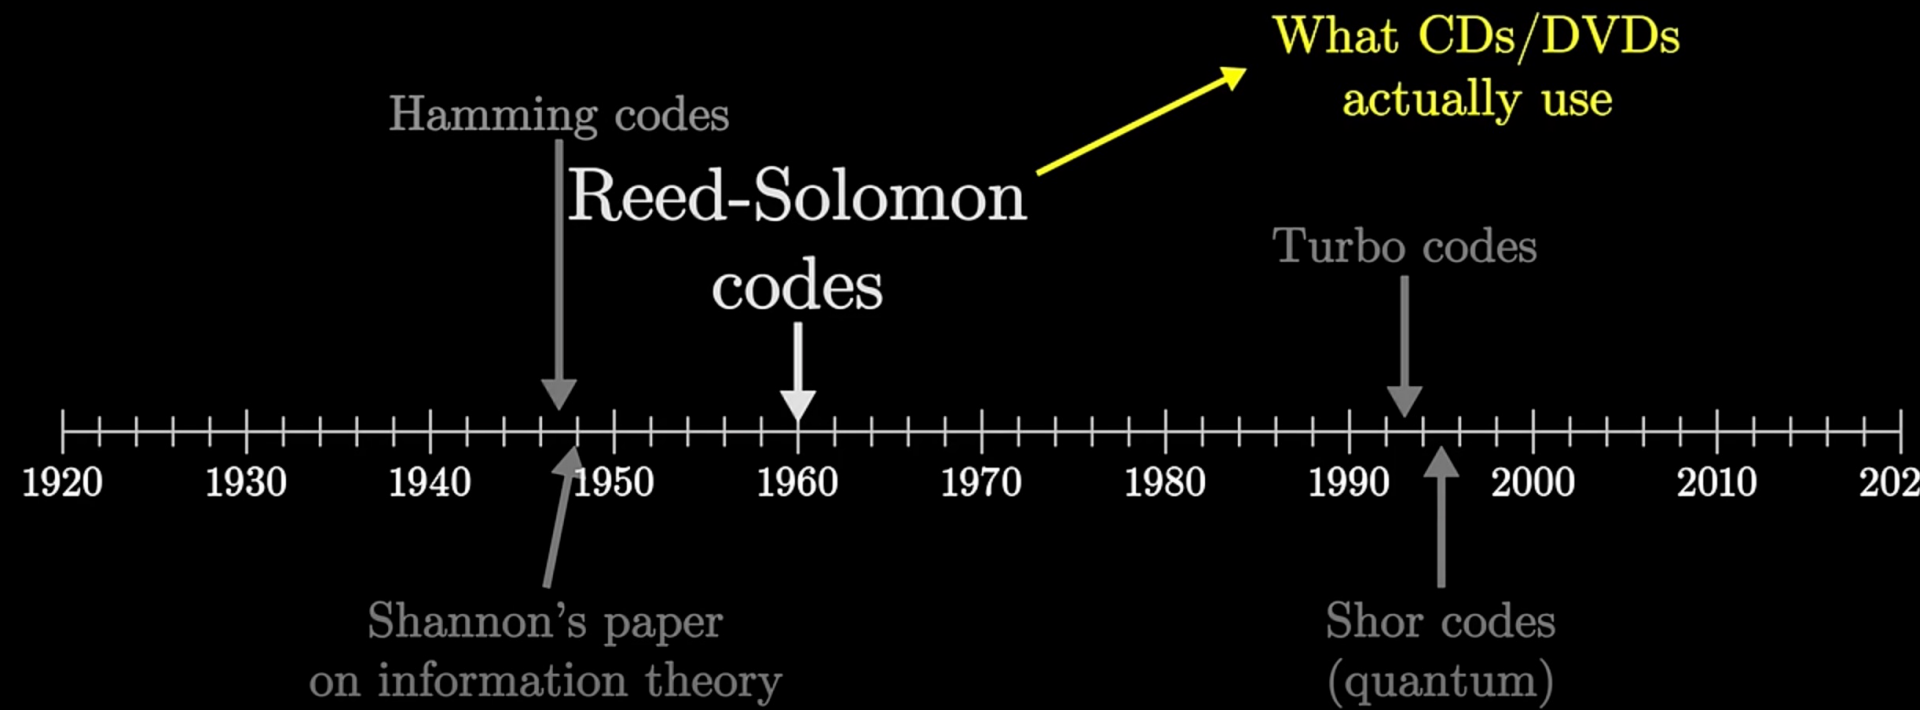 What CDs/DVDs
actually use
Hamming codes
Reed-Solomon
codes
Turbo codes
1920 1930 1940 1950 1960 1970 1980 1990 2000 2010 202
Shannon's paper
on information theory
Shor codes
(quantum)